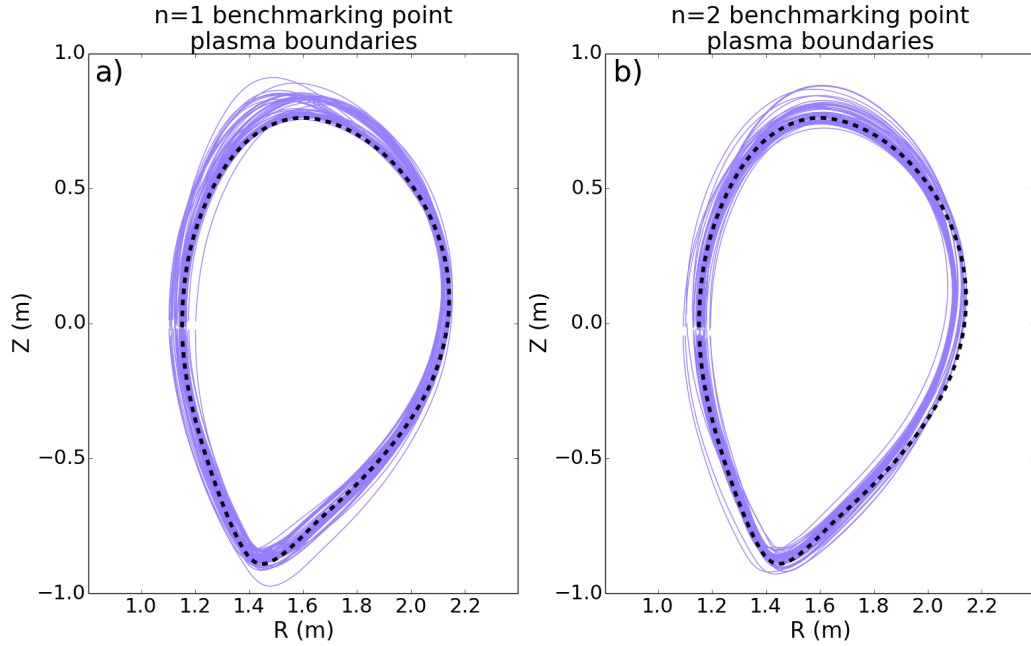 n=1 benchmarking point
plasma boundaries
a)
1.0
0.5
0.0
−0.5
−1.0
Z (m)
1.0 1.2 1.4 1.6 1.8 2.0 2.2
R (m)
n=2 benchmarking point
plasma boundaries
b)
1.0
0.5
0.0
−0.5
−1.0
Z (m)
1.0 1.2 1.4 1.6 1.8 2.0 2.2
R (m)